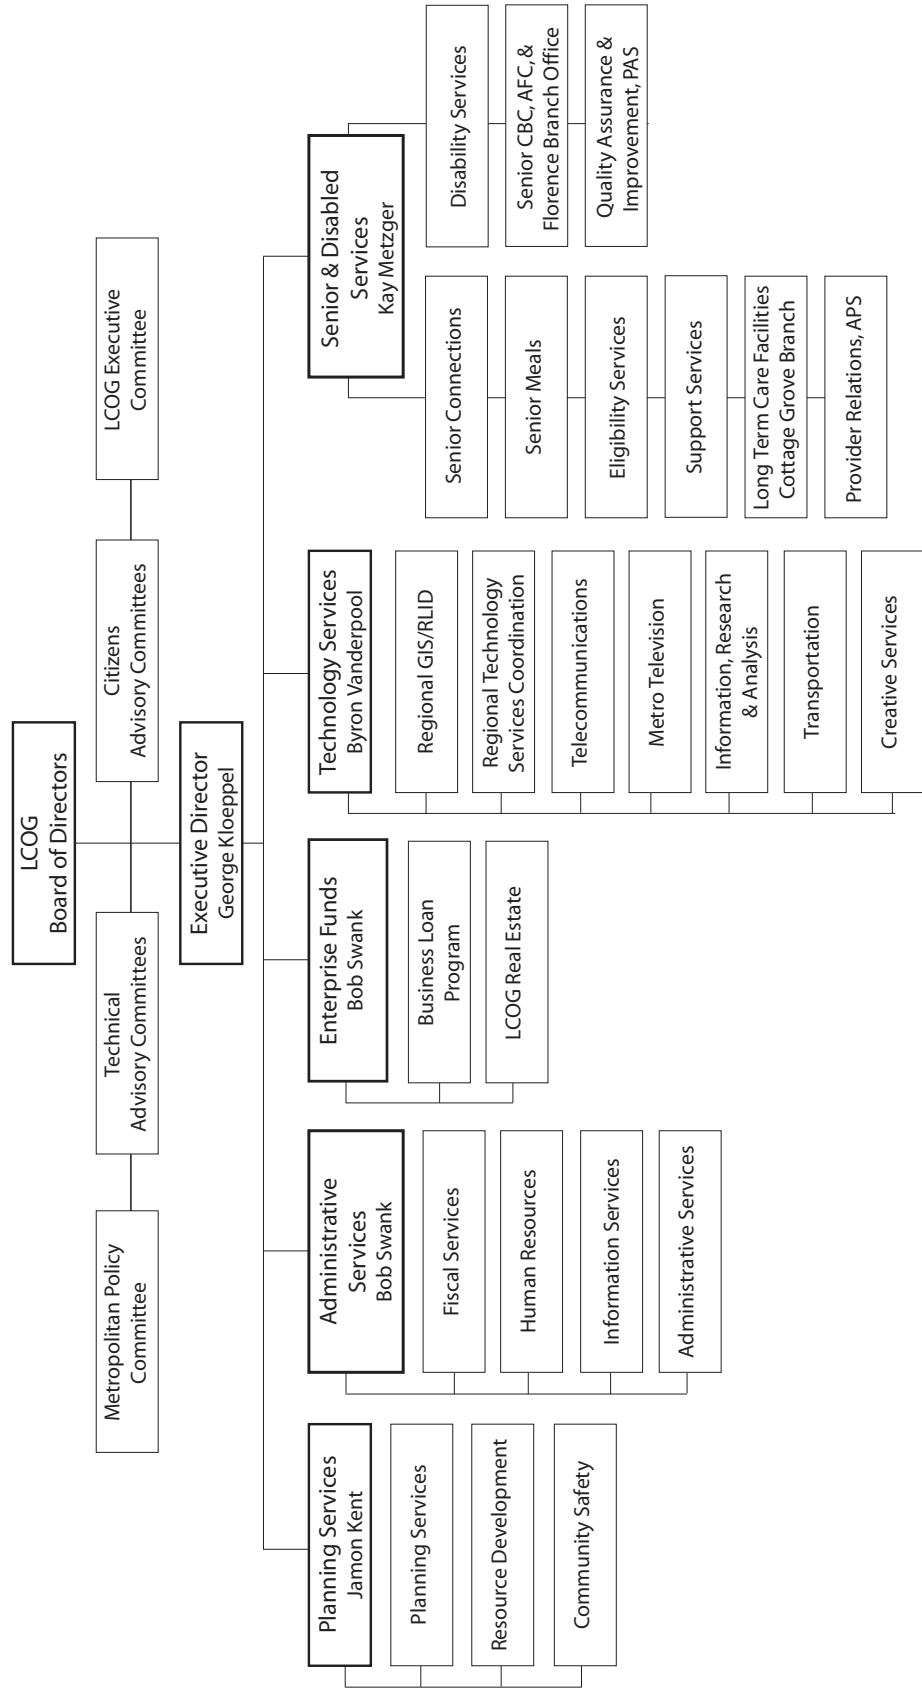 LCOG
Board of Directors
Metropolitan Policy
Committee
Technical
Advisory Committees
Citizens
Advisory Committees
LCOG Executive
Committee
Executive Director
George Kloeppel
Planning Services
Jamon Kent
Planning Services
Resource Development
Community Safety
Administrative
Services
Bob Swank
Fiscal Services
Human Resources
Information Services
Administrative Services
Enterprise Funds
Bob Swank
Business Loan
Program
LCOG Real Estate
Technology Services
Byron Vanderpool
Regional GIS/RLID
Regional Technology
Services Coordination
Telecommunications
Metro Television
Information, Research
& Analysis
Transportation
Creative Services
Senior & Disabled
Services
Kay Metzger
Senior Connections
Senior Meals
Eligibility Services
Support Services
Long Term Care Facilities
Cottage Grove Branch
Provider Relations, APS
Disability Services
Senior CBC, AFC, &
Florence Branch Office
Quality Assurance &
Improvement, PAS